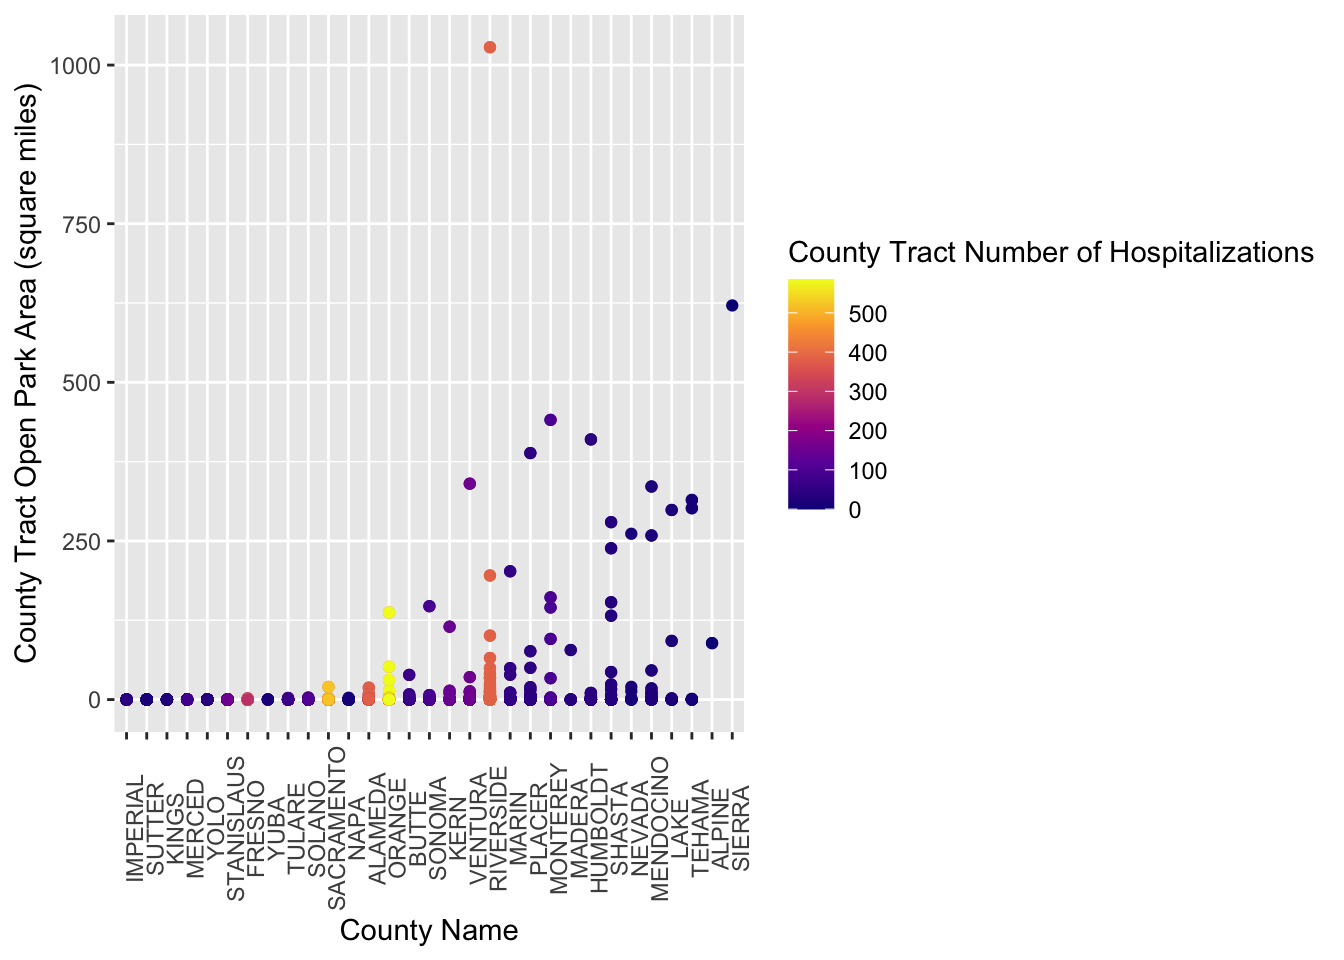 County Tract Open Park Area (square miles)
1000
750
500
250
0
IMPERIAL
SUTTER
KINGS
MERCED
YOLO
STANISLAUS
FRESNO
YUBA
TULARE
SOLANO
SACRAMENTO
NAPA
ALAMEDA
ORANGE
BUTTE
SONOMA
KERN
VENTURA
RIVERSIDE
MARIN
PLACER
MONTEREY
MADERA
HUMBOLDT
SHASTA
NEVADA
MENDOCINO
LAKE
TEHAMA
ALPINE
SIERRA
County Name
County Tract Number of Hospitalizations
500
400
300
200
100
0